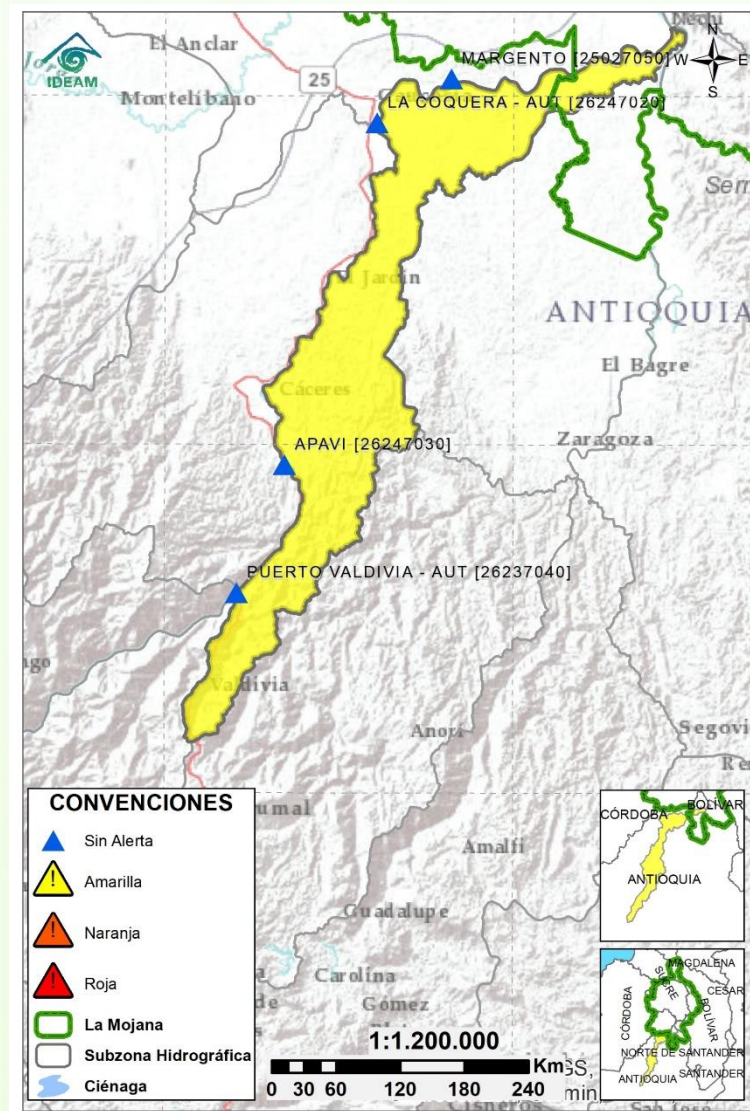 Nechi
N
W E
S
IDEAM
El Anclar
25
Montelíbano
MARGENTO [25027050]
LA COQUERA - AUT [26247020]
El Jardín
ANTIOQUIA
El Bagre
Cáceres
Zaragoza
APAVI [26247030]
PUERTO VALDIVIA - AUT [26237040]
Valdivia
Anorí
Segovi
Amalfi
Guadalupe
Carolina
Gómez
CONVENCIONES
Sin Alerta
Amarilla
Naranja
Roja
La Mojana
Subzona Hidrográfica
Ciénaga
1:1.200.000
Km
0 30 60 120 180 240
CÓRDOBA
BOLÍVAR
ANTIOQUIA
MAGDALENA
SUCRE
CESAR
CÓRDOBA
BOLÍVAR
NORTE DE SANTANDER
ANTIOQUIA
SANTANDER